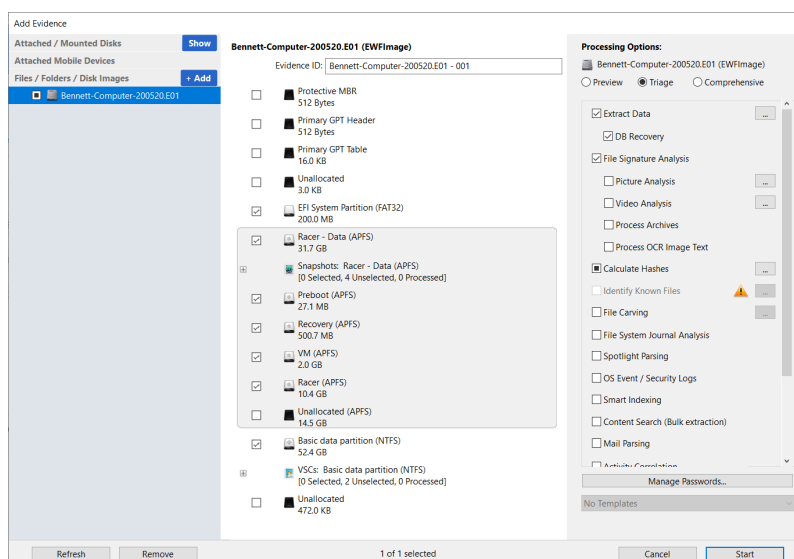 Add Evidence
Attached / Mounted Disks
Show
Attached Mobile Devices
Files / Folders / Disk Images
+ Add
Bennett-Computer-200520.E01
Bennett-Computer-200520.E01 (EWFImage)
Evidence ID: Bennett-Computer-200520.E01 - 001
Protective MBR
512 Bytes
Primary GPT Header
512 Bytes
Primary GPT Table
16.0 KB
Unallocated
3.0 KB
EFI System Partition (FAT32)
200.0 MB
Racer - Data (APFS)
31.7 GB
Snapshots: Racer - Data (APFS)
[0 Selected, 4 Unselected, 0 Processed]
Preboot (APFS)
27.1 MB
Recovery (APFS)
500.7 MB
VM (APFS)
2.0 GB
Racer (APFS)
10.4 GB
Unallocated (APFS)
14.5 GB
Basic data partition (NTFS)
52.4 GB
VSCs: Basic data partition (NTFS)
[0 Selected, 2 Unselected, 0 Processed]
Unallocated
472.0 KB
Processing Options:
Bennett-Computer-200520.E01 (EWFImage)
Preview Triage Comprehensive
Extract Data ...
DB Recovery
File Signature Analysis
Picture Analysis ...
Video Analysis ...
Process Archives
Process OCR Image Text
Calculate Hashes ...
Identify Known Files ...
File Carving ...
File System Journal Analysis
Spotlight Parsing
OS Event / Security Logs
Smart Indexing
Content Search (Bulk extraction)
Mail Parsing
Activity Correlation
Manage Passwords...
No Templates
Refresh
Remove
1 of 1 selected
Cancel
Start